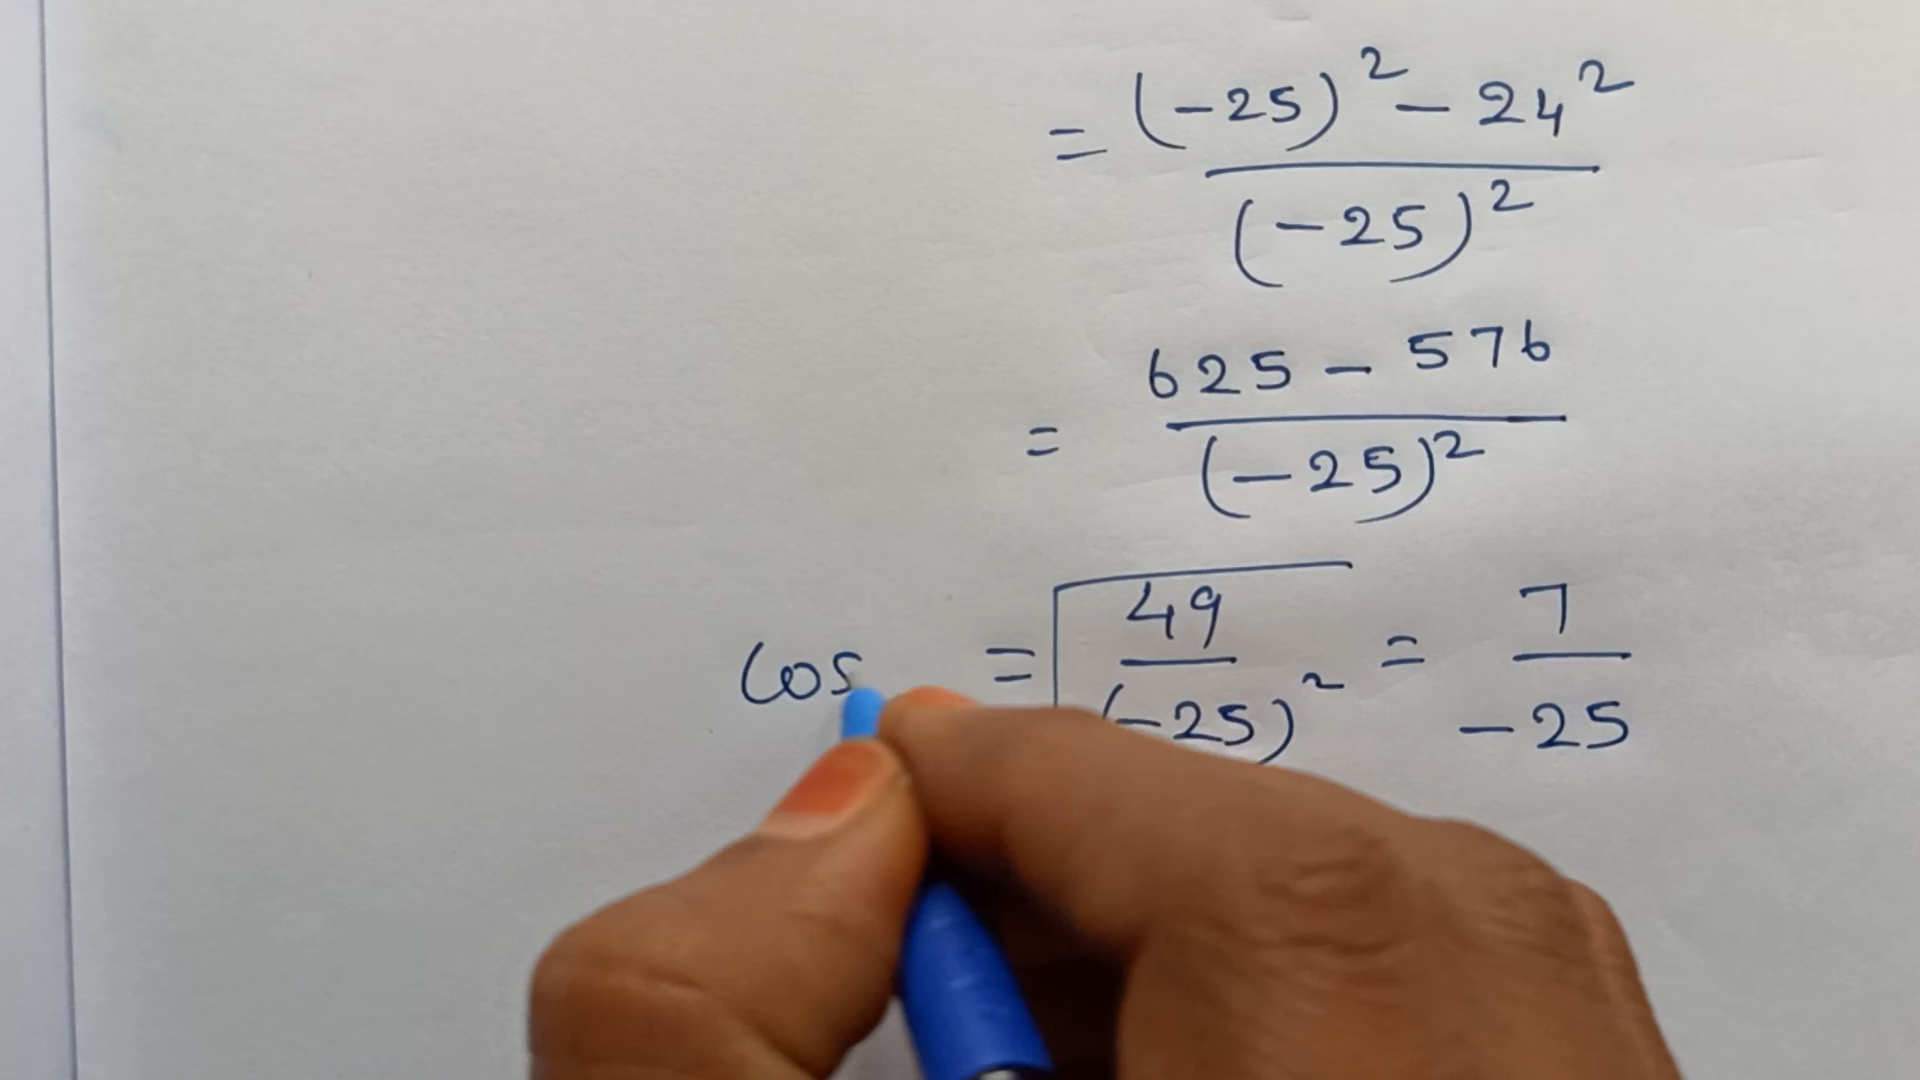 = (-25)² - 24² / (-25)²
= 625 - 576 / (-25)²
Cos = √49 / (-25)² = 7 / -25